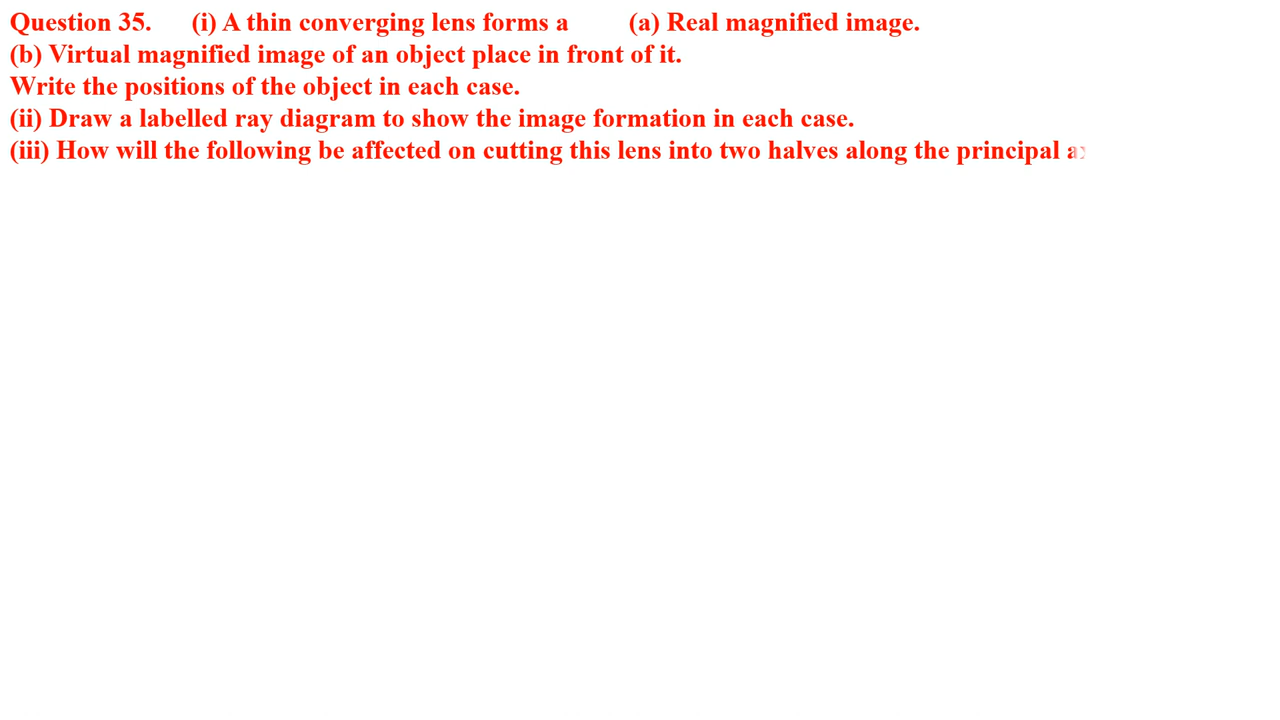 Question 35. (i) A thin converging lens forms a (a) Real magnified image.
(b) Virtual magnified image of an object place in front of it.
Write the positions of the object in each case.
(ii) Draw a labelled ray diagram to show the image formation in each case.
(iii) How will the following be affected on cutting this lens into two halves along the principal